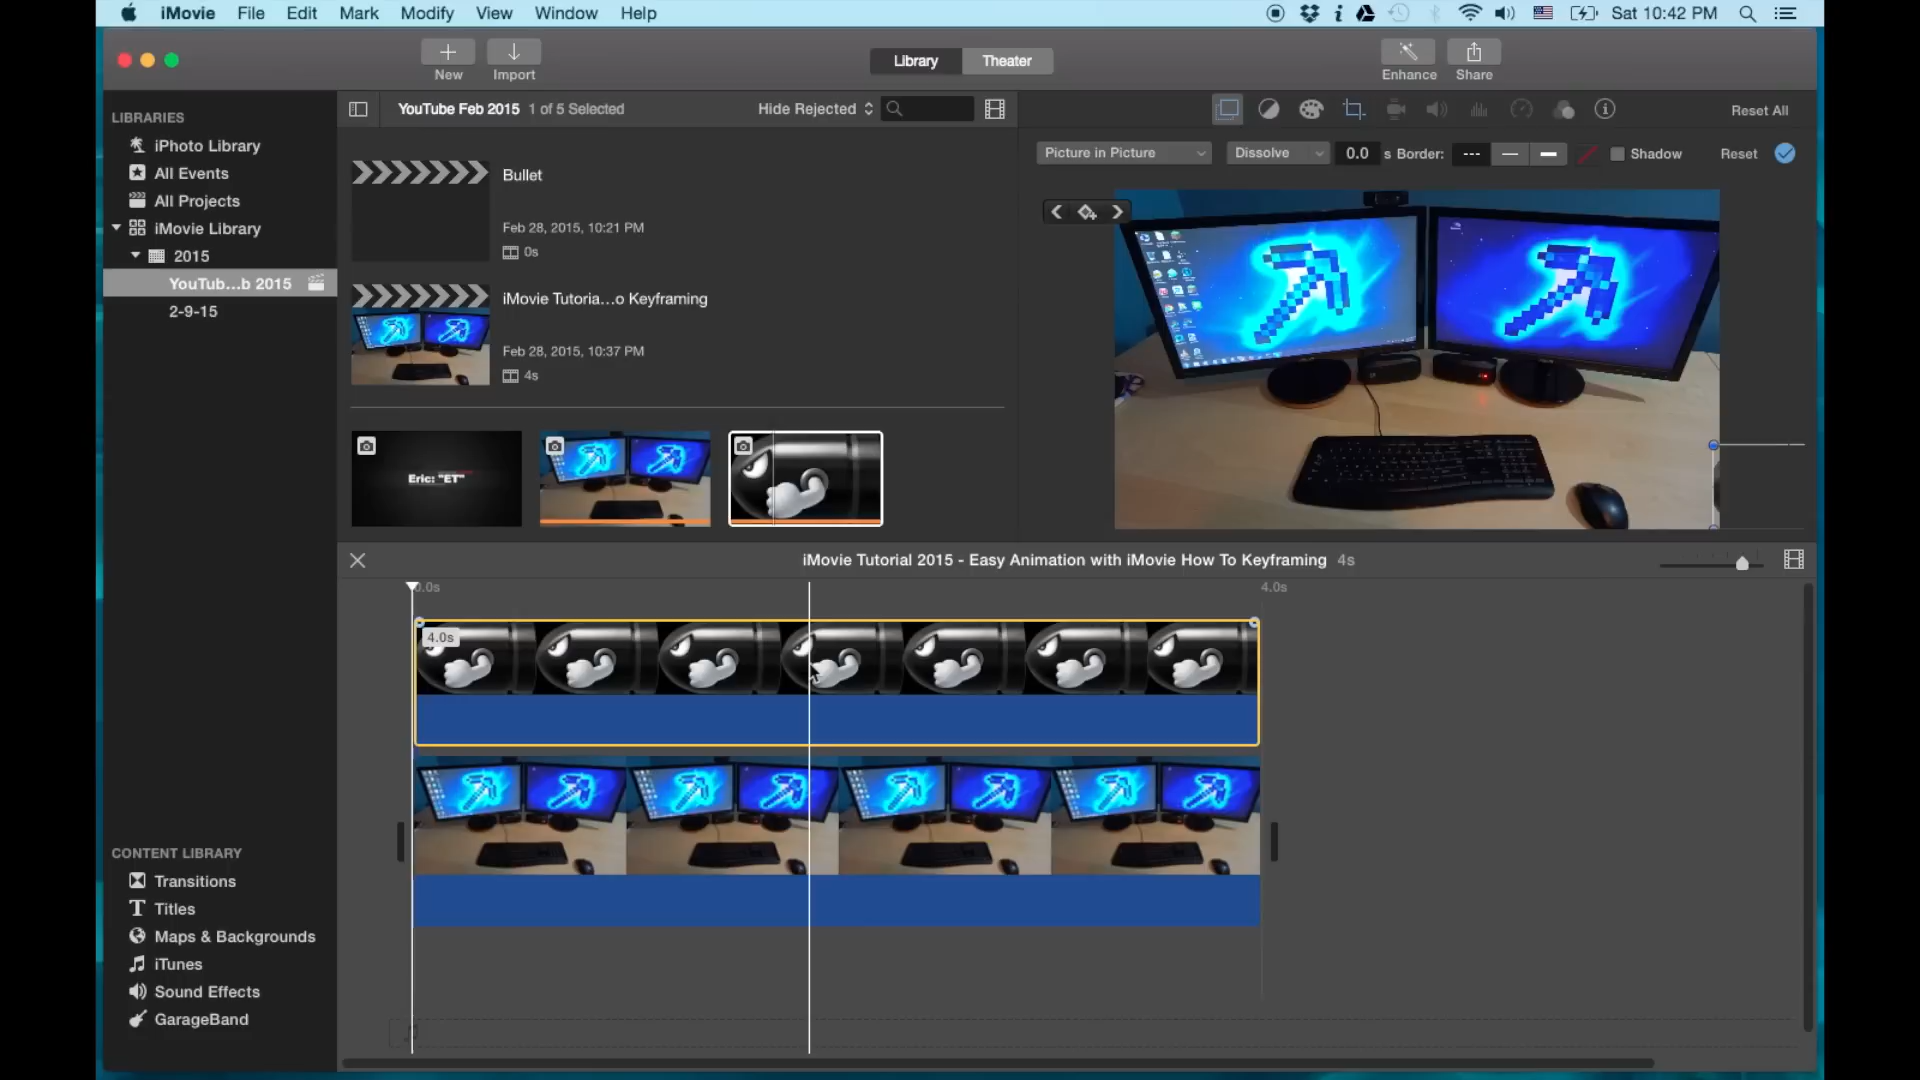 iMovie File Edit Mark Modify View Window Help
Sat 10:42 PM
New
Import
Library
Theater
Enhance
Share
LIBRARIES
iPhoto Library
All Events
All Projects
iMovie Library
2015
YouTub...b 2015
2-9-15
CONTENT LIBRARY
Transitions
Titles
Maps & Backgrounds
iTunes
Sound Effects
GarageBand
YouTube Feb 2015 1 of 5 Selected
Hide Rejected
Bullet
Feb 28, 2015, 10:21 PM
0s
iMovie Tutoria...o Keyframing
Feb 28, 2015, 10:37 PM
4s
Eric: "ET"
Reset All
Picture in Picture
Dissolve
0.0 s Border:
Shadow
Reset
iMovie Tutorial 2015 - Easy Animation with iMovie How To Keyframing 4s
0.0s
4.0s
4.0s